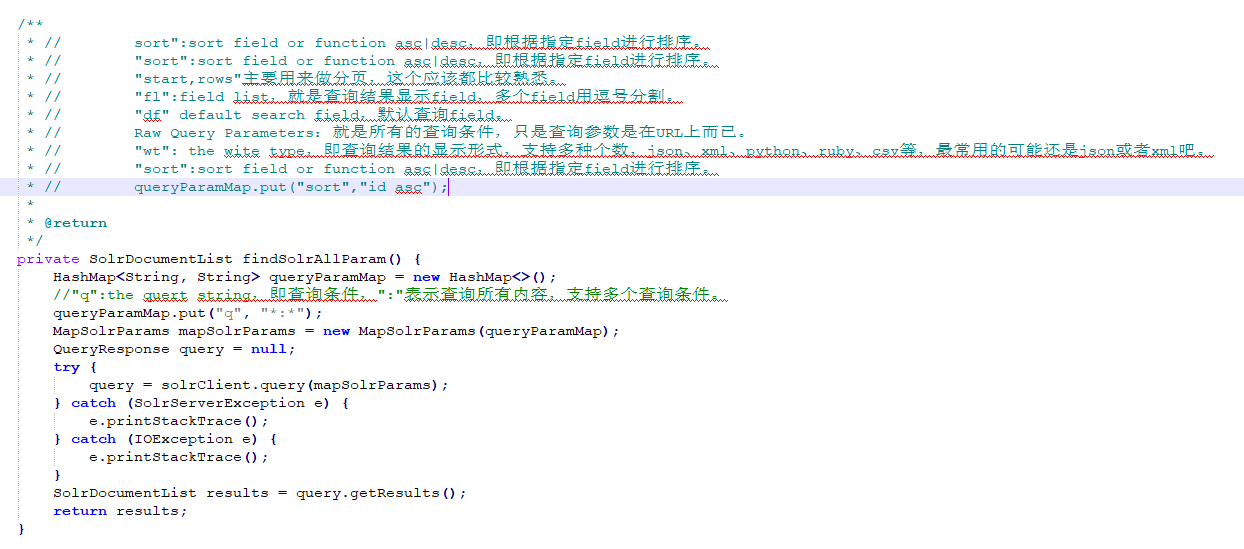 /**
 * //        sort":sort field or function asc|desc，即根据指定field进行排序。
 * //        "sort":sort field or function asc|desc，即根据指定field进行排序。
 * //        "start,rows"主要用来做分页，这个应该都比较熟悉。
 * //        "fl":field list，就是查询结果显示field，多个field用逗号分割。
 * //        "df" default search field，默认查询field。
 * //        Raw Query Parameters：就是所有的查询条件，只是查询参数是在URL上而已。
 * //        "wt": the wite type，即查询结果的显示形式，支持多种个数，json、xml、python、ruby、csv等，最常用的可能还是json或者xml吧。
 * //        "sort":sort field or function asc|desc，即根据指定field进行排序。
 * //        queryParamMap.put("sort","id asc");
 *
 * @return
 */
private SolrDocumentList findSolrAllParam() {
    HashMap<String, String> queryParamMap = new HashMap<>();
    //"q":the quert string，即查询条件，":"表示查询所有内容，支持多个查询条件。
    queryParamMap.put("q", "*:*");
    MapSolrParams mapSolrParams = new MapSolrParams(queryParamMap);
    QueryResponse query = null;
    try {
        query = solrClient.query(mapSolrParams);
    } catch (SolrServerException e) {
        e.printStackTrace();
    } catch (IOException e) {
        e.printStackTrace();
    }
    SolrDocumentList results = query.getResults();
    return results;
}